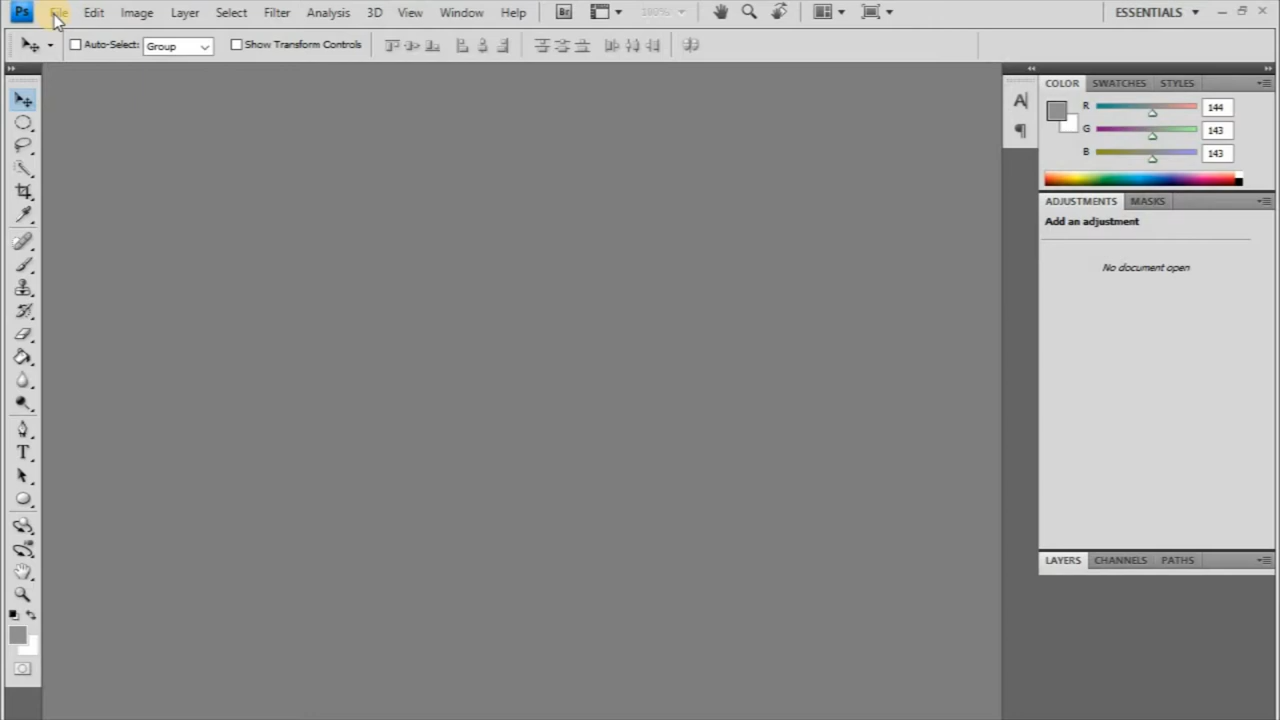 Ps File Edit Image Layer Select Filter Analysis 3D View Window Help Br 100% ESSENTIALS
Auto-Select: Group Show Transform Controls
A
COLOR SWATCHES STYLES
R 144
G 143
B 143
ADJUSTMENTS MASKS
Add an adjustment
No document open
T
LAYERS CHANNELS PATHS